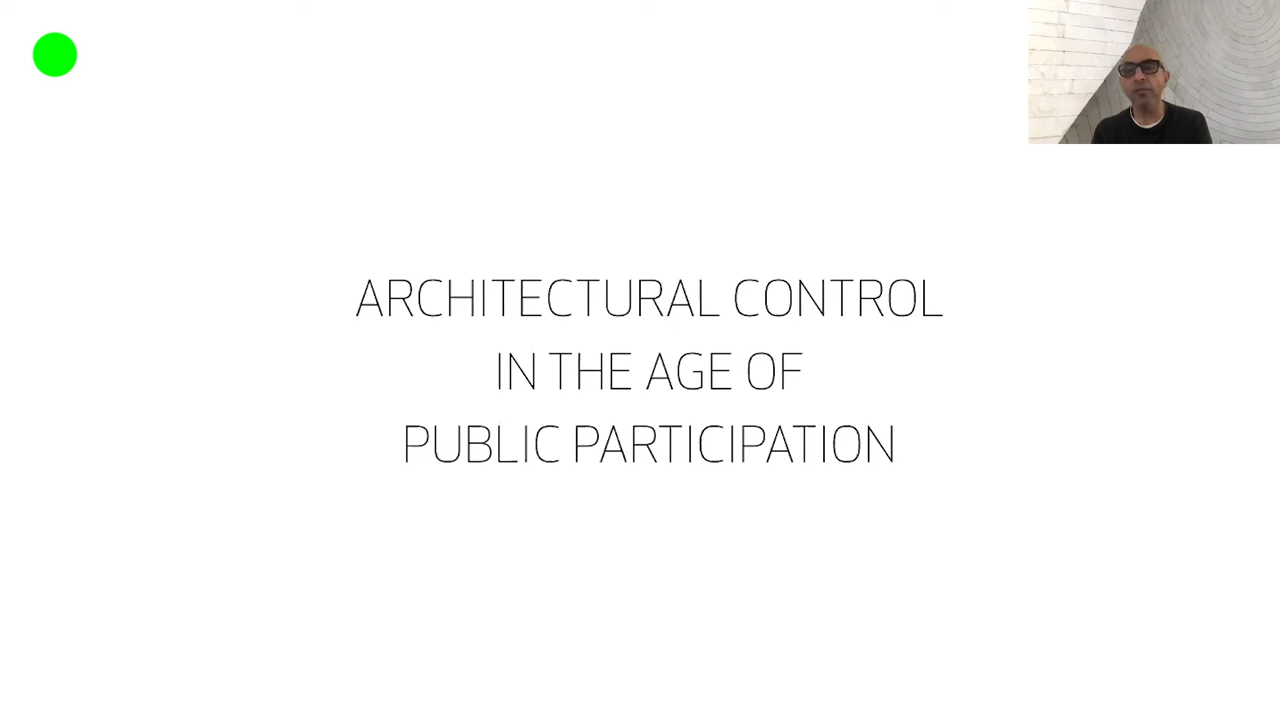 ARCHITECTURAL CONTROL
IN THE AGE OF
PUBLIC PARTICIPATION